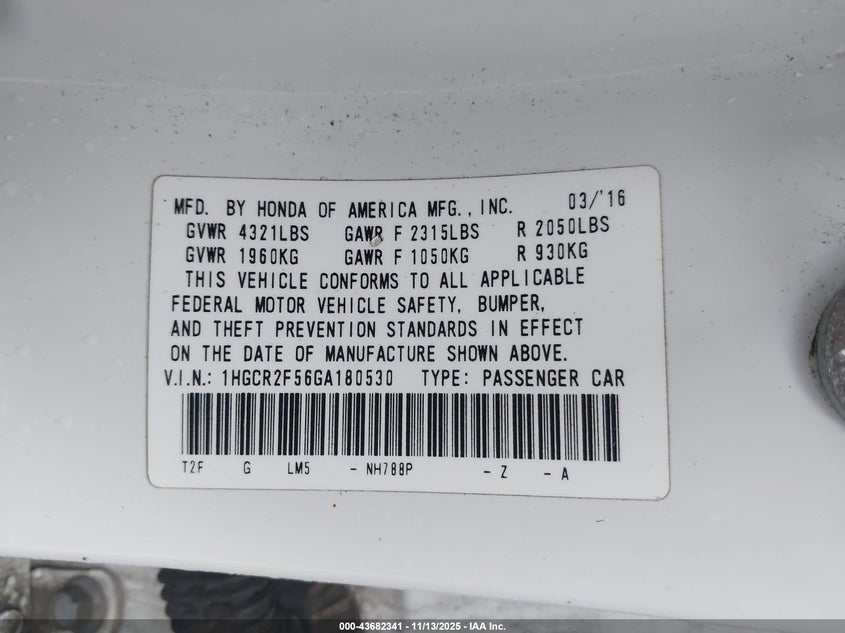 MFD. BY HONDA OF AMERICA MFG., INC. 03/'16
GVWR 4321LBS GAWR F 2315LBS R 2050LBS
GVWR 1960KG GAWR F 1050KG R 930KG
THIS VEHICLE CONFORMS TO ALL APPLICABLE
FEDERAL MOTOR VEHICLE SAFETY, BUMPER,
AND THEFT PREVENTION STANDARDS IN EFFECT
ON THE DATE OF MANUFACTURE SHOWN ABOVE.
V.I.N.: 1HGCR2F56GA180530 TYPE: PASSENGER CAR
T2F G LM5 - NH788P - Z - A
000-43682341 - 11/13/2025 - IAA Inc.